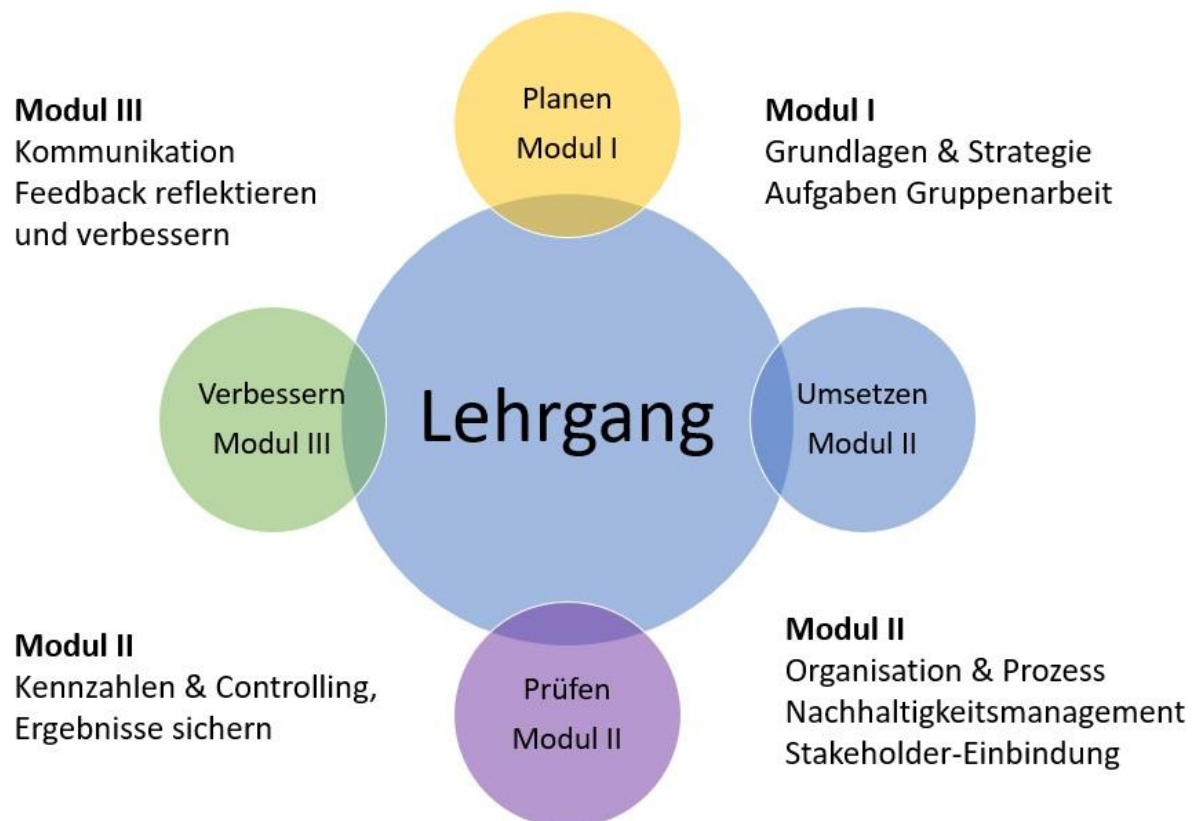 Planen
Modul I
Modul III
Kommunikation
Feedback reflektieren
und verbessern
Modul I
Grundlagen & Strategie
Aufgaben Gruppenarbeit
Verbessern
Modul III
Lehrgang
Umsetzen
Modul II
Modul II
Kennzahlen & Controlling,
Ergebnisse sichern
Prüfen
Modul II
Modul II
Organisation & Prozess
Nachhaltigkeitsmanagement
Stakeholder-Einbindung